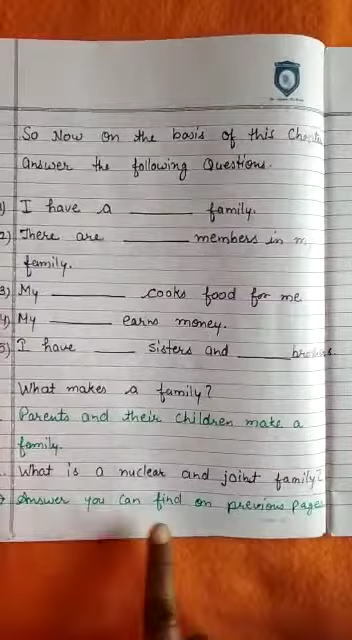 So Now on the basis of this Chapter
answer the following Questions.
1) I have a ______ family.
2) There are ______ members in my
family.
3) My ______ cooks food for me
4) My ______ earns money.
5) I have ____ sisters and ____ brothers.
What makes a family?
Parents and their children make a
family.
What is a nuclear and joint family?
Answer you can find on previous pages